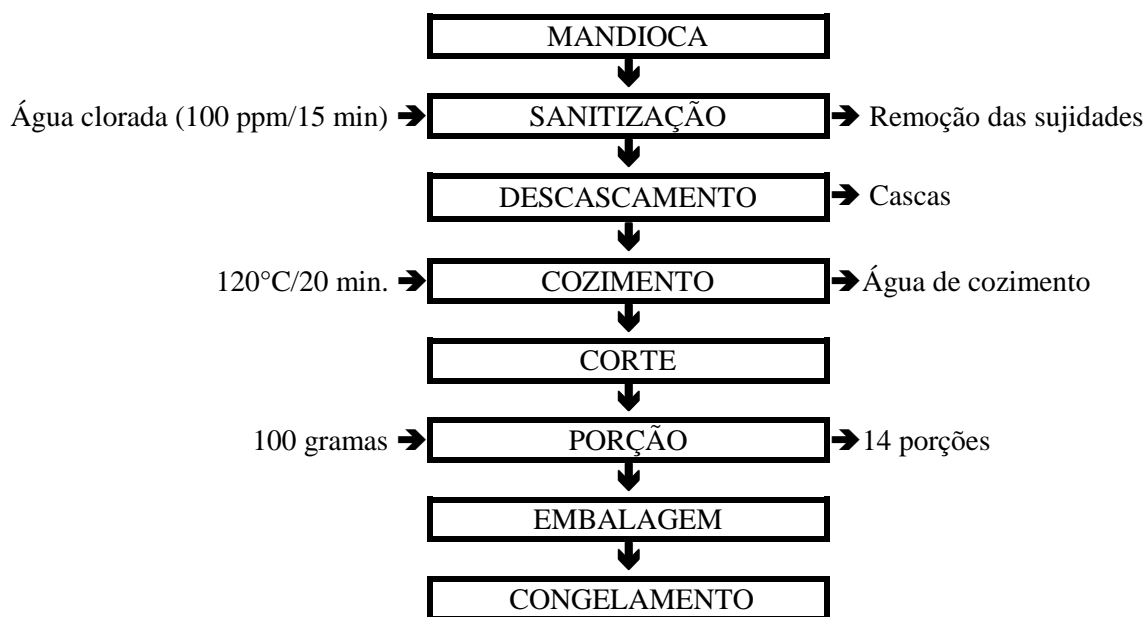 MANDIOCA
Água clorada (100 ppm/15 min) SANITIZAÇÃO Remoção das sujidades
DESCASCAMENTO Cascas
120°C/20 min. COZIMENTO Água de cozimento
CORTE
100 gramas PORÇÃO 14 porções
EMBALAGEM
CONGELAMENTO